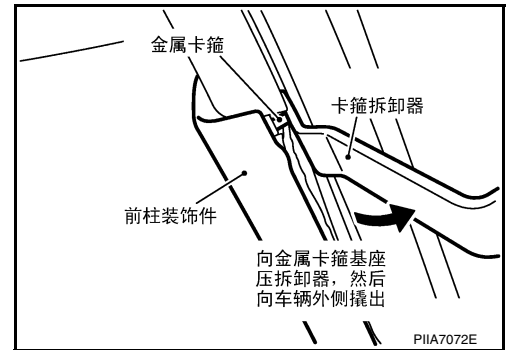 金属卡箍
卡箍拆卸器
前柱装饰件
向金属卡箍基座
压拆卸器，然后
向车辆外侧撬出
PIIA7072E